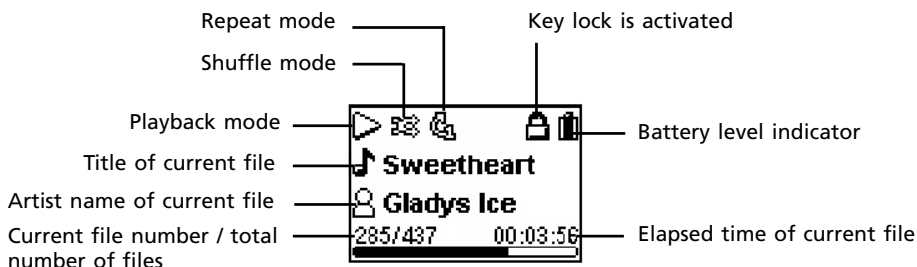 Repeat mode
Key lock is activated
Shuffle mode
Playback mode
Battery level indicator
Title of current file
Sweetheart
Artist name of current file
Gladys Ice
Current file number / total
number of files
285/437
00:03:56
Elapsed time of current file